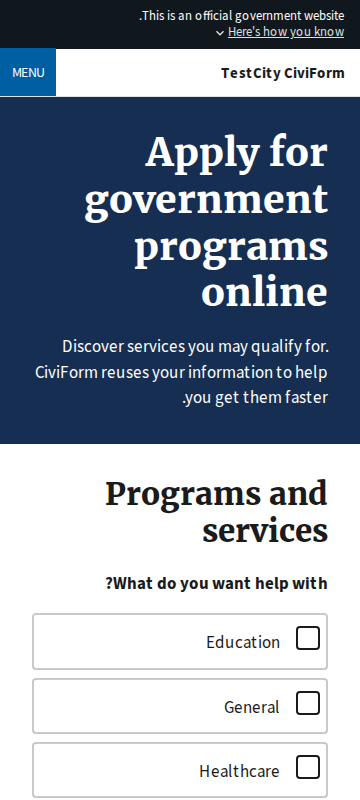 .This is an official government website
Here's how you know
MENU
TestCity CiviForm
Apply for
government
programs
online
Discover services you may qualify for.
CiviForm reuses your information to help
.you get them faster
Programs and
services
?What do you want help with
Education
General
Healthcare